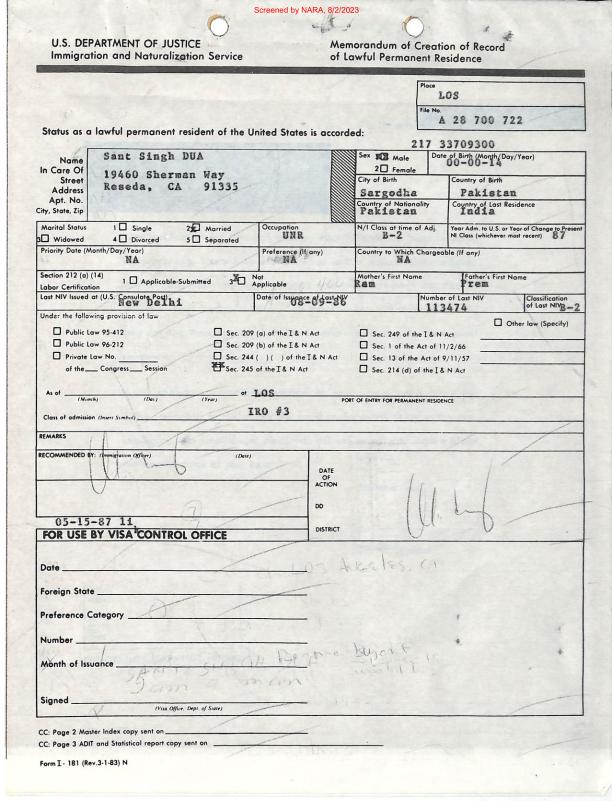 Screened by NARA, 8/2/2023
U.S. DEPARTMENT OF JUSTICE
Immigration and Naturalization Service
Memorandum of Creation of Record
of Lawful Permanent Residence
Place
LOS
File No.
A 28 700 722
Status as a lawful permanent resident of the United States is accorded:
217 33709300
Name
In Care Of
Street
Address
Apt. No.
City, State, Zip
Sant Singh DUA
19460 Sherman Way
Reseda, CA 91335
Sex 1 Male
2 Female
Date of Birth (Month/Day/Year)
00-00-14
City of Birth
Sargodha
Country of Birth
Pakistan
Country of Nationality
Pakistan
Country of Last Residence
India
Marital Status 1 Single 2 Married
3 Widowed 4 Divorced 5 Separated
Occupation
UNR
N/I Class at time of Adj.
B-2
Year Adm. to U.S. or Year of Change to Present
NI Class (whichever most recent) 87
Priority Date (Month/Day/Year)
NA
Preference (If any)
NA
Country to Which Chargeable (If any)
NA
Section 212 (a) (14)
Labor Certification
1 Applicable-Submitted
Not
Applicable
Mother's First Name
Ram
Father's First Name
Prem
Last NIV Issued at (U.S. Consulate Post)
New Delhi
Date of Issuance of Last NIV
08-09-86
Number of Last NIV
113474
Classification
of Last NIV B-2
Under the following provision of law
Public Law 95-412
Public Law 96-212
Private Law No.
of the Congress, Session
Sec. 209 (a) of the I & N Act
Sec. 209 (b) of the I & N Act
Sec. 244 ( ) ( ) of the I & N Act
Sec. 245 of the I & N Act
Sec. 249 of the I & N Act
Sec. 1 of the Act of 11/2/66
Sec. 13 of the Act of 9/11/57
Sec. 214 (d) of the I & N Act
Other law (Specify)
As of
(Month) (Day) (Year)
at LOS
PORT OF ENTRY FOR PERMANENT RESIDENCE
Class of admission (Insert Symbol)
IRO #3
REMARKS
RECOMMENDED BY: (Immigration Officer) (Date)
DATE
OF
ACTION
DD
DISTRICT
05-15-87 li
FOR USE BY VISA CONTROL OFFICE
Date
Foreign State
Preference Category
Number
Month of Issuance
Signed
(Visa Office, Dept. of State)
CC: Page 2 Master Index copy sent on
CC: Page 3 ADIT and Statistical report copy sent on
Form I - 181 (Rev.3-1-83) N